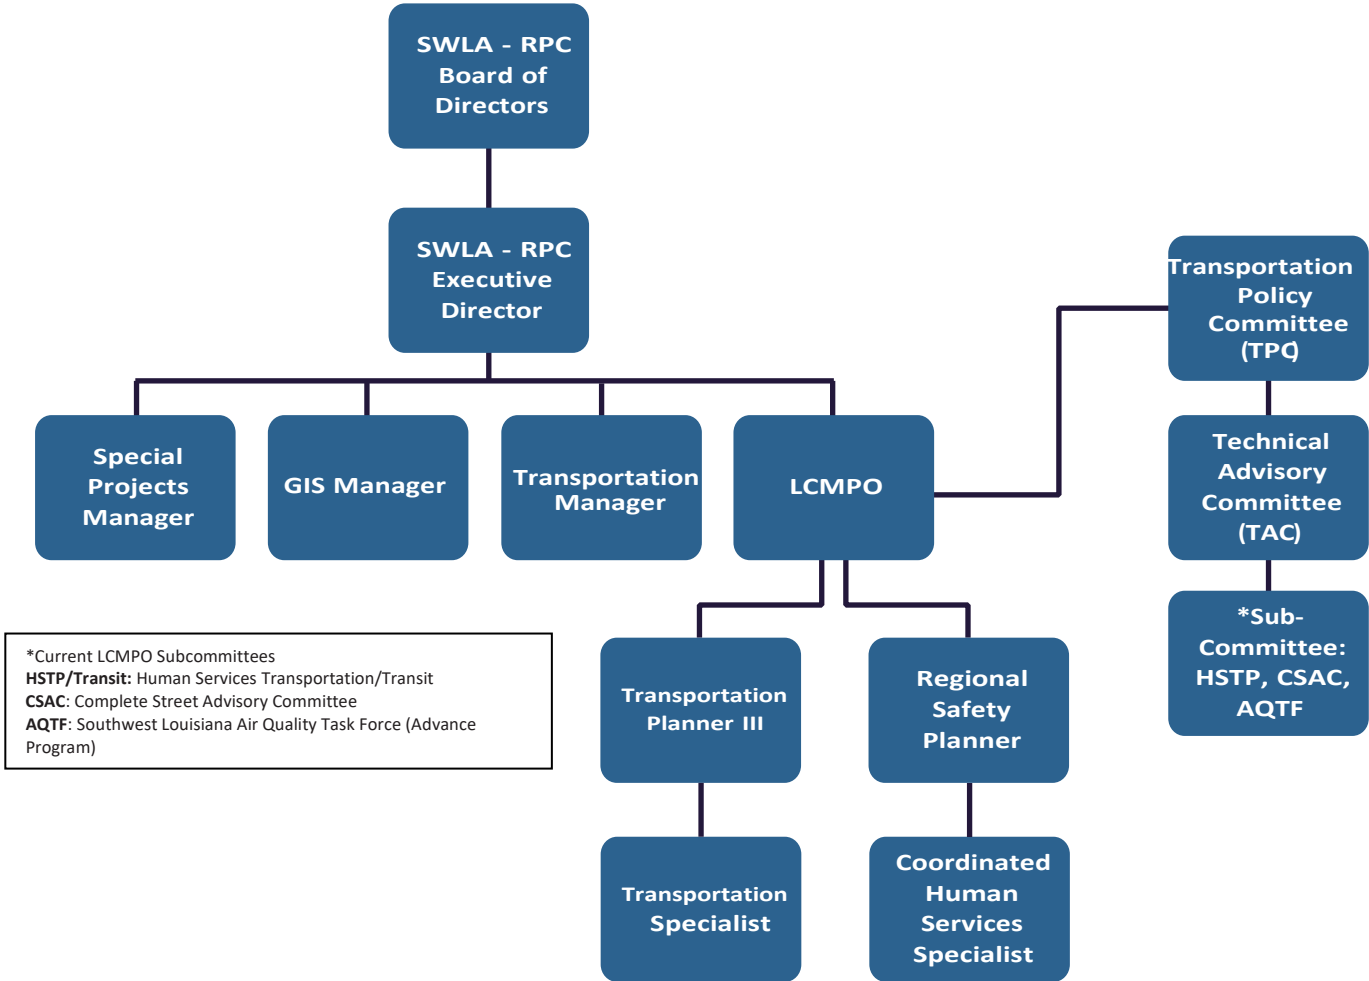 SWLA - RPC
Board of
Directors
SWLA - RPC
Executive
Director
Special
Projects
Manager
GIS Manager
Transportation
Manager
LCMPO
Transportation
Policy
Committee
(TPC)
Technical
Advisory
Committee
(TAC)
*Sub-
Committee:
HSTP, CSAC,
AQTF
*Current LCMPO Subcommittees
HSTP/Transit: Human Services Transportation/Transit
CSAC: Complete Street Advisory Committee
AQTF: Southwest Louisiana Air Quality Task Force (Advance
Program)
Transportation
Planner III
Regional
Safety
Planner
Transportation
Specialist
Coordinated
Human
Services
Specialist